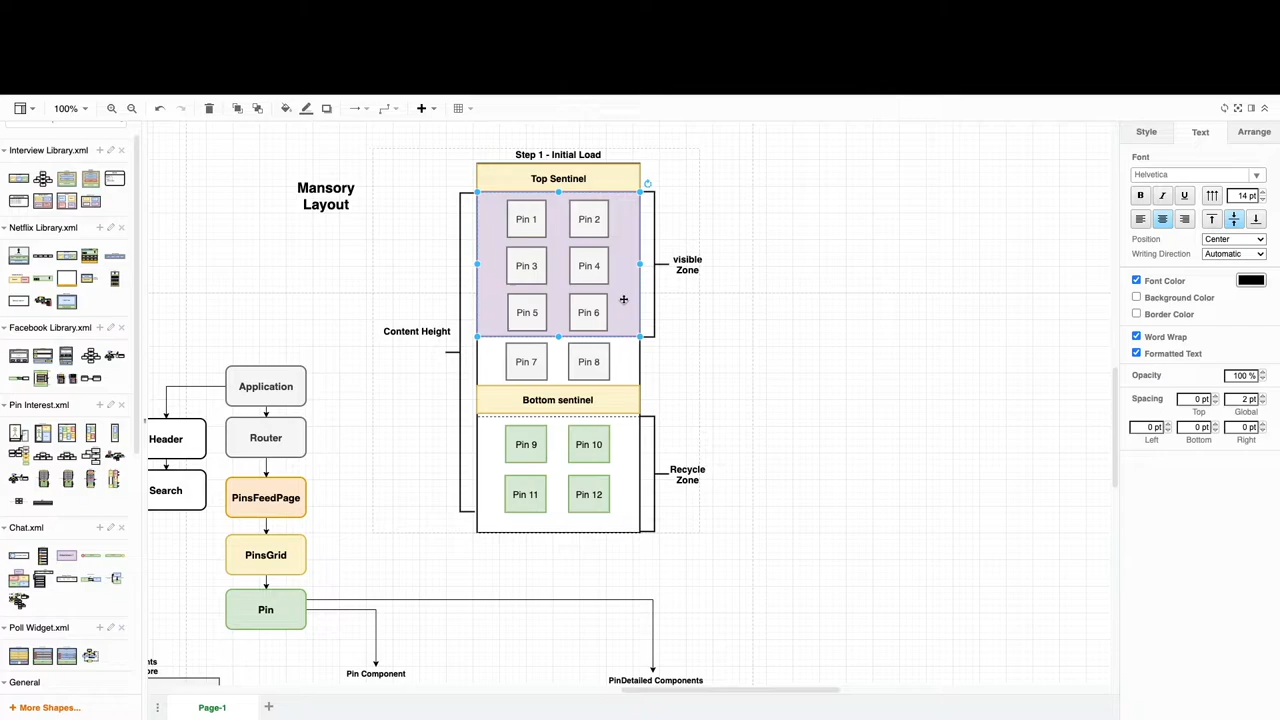 100%
Style
Text
Arrange
Interview Library.xml
Netflix Library.xml
Facebook Library.xml
Pin Interest.xml
Chat.xml
Poll Widget.xml
General
+ More Shapes...
Mansory
Layout
Step 1 - Initial Load
Top Sentinel
Pin 1
Pin 2
Pin 3
Pin 4
Pin 5
Pin 6
visible
Zone
Content Height
Pin 7
Pin 8
Bottom sentinel
Pin 9
Pin 10
Pin 11
Pin 12
Recycle
Zone
Application
Router
Header
Search
PinsFeedPage
PinsGrid
Pin
nts
ore
Pin Component
PinDetailed Components
Font
Helvetica
B
I
U
14 pt
Position
Center
Writing Direction
Automatic
Font Color
Background Color
Border Color
Word Wrap
Formatted Text
Opacity
100 %
Spacing
0 pt
2 pt
Top
Global
0 pt
0 pt
0 pt
Left
Bottom
Right
Page-1